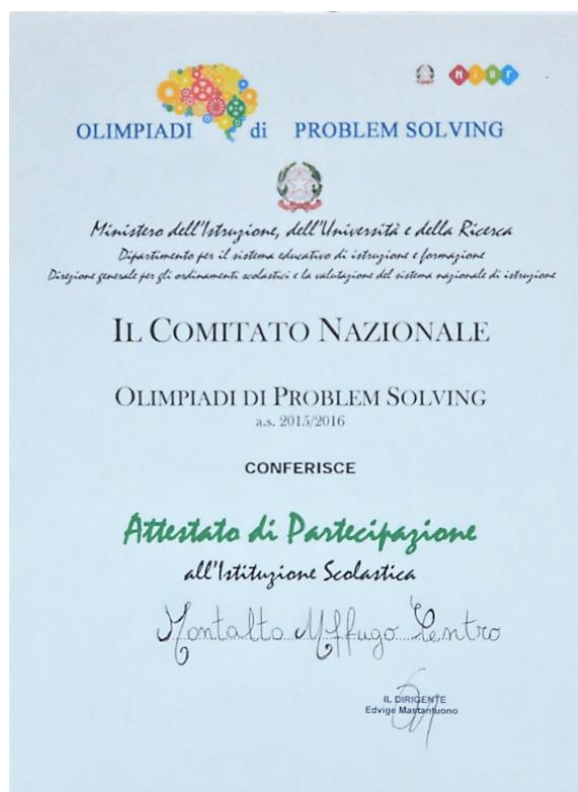 MIUR
OLIMPIADI di PROBLEM SOLVING
Ministero dell'Istruzione, dell'Università e della Ricerca
Dipartimento per il sistema educativo di istruzione e formazione
Direzione generale per gli ordinamenti scolastici e la valutazione del sistema nazionale di istruzione
IL COMITATO NAZIONALE
OLIMPIADI DI PROBLEM SOLVING
a.s. 2015/2016
CONFERISCE
Attestato di Partecipazione
all'Istituzione Scolastica
Montalto Uffugo Centro
IL DIRIGENTE
Edvige Mastantuono